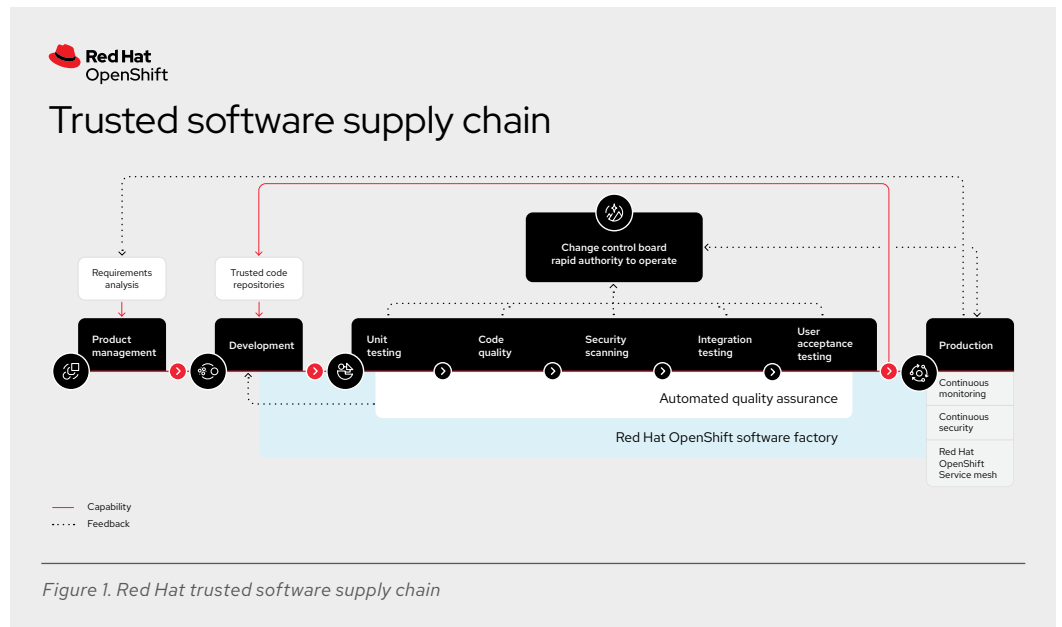 Red Hat
OpenShift
Trusted software supply chain
Change control board
rapid authority to operate
Requirements
analysis
Trusted code
repositories
Product
management
Development
Unit
testing
Code
quality
Security
scanning
Integration
testing
User
acceptance
testing
Production
Continuous
monitoring
Continuous
security
Red Hat
OpenShift
Service mesh
Automated quality assurance
Red Hat OpenShift software factory
Capability
Feedback
Figure 1. Red Hat trusted software supply chain